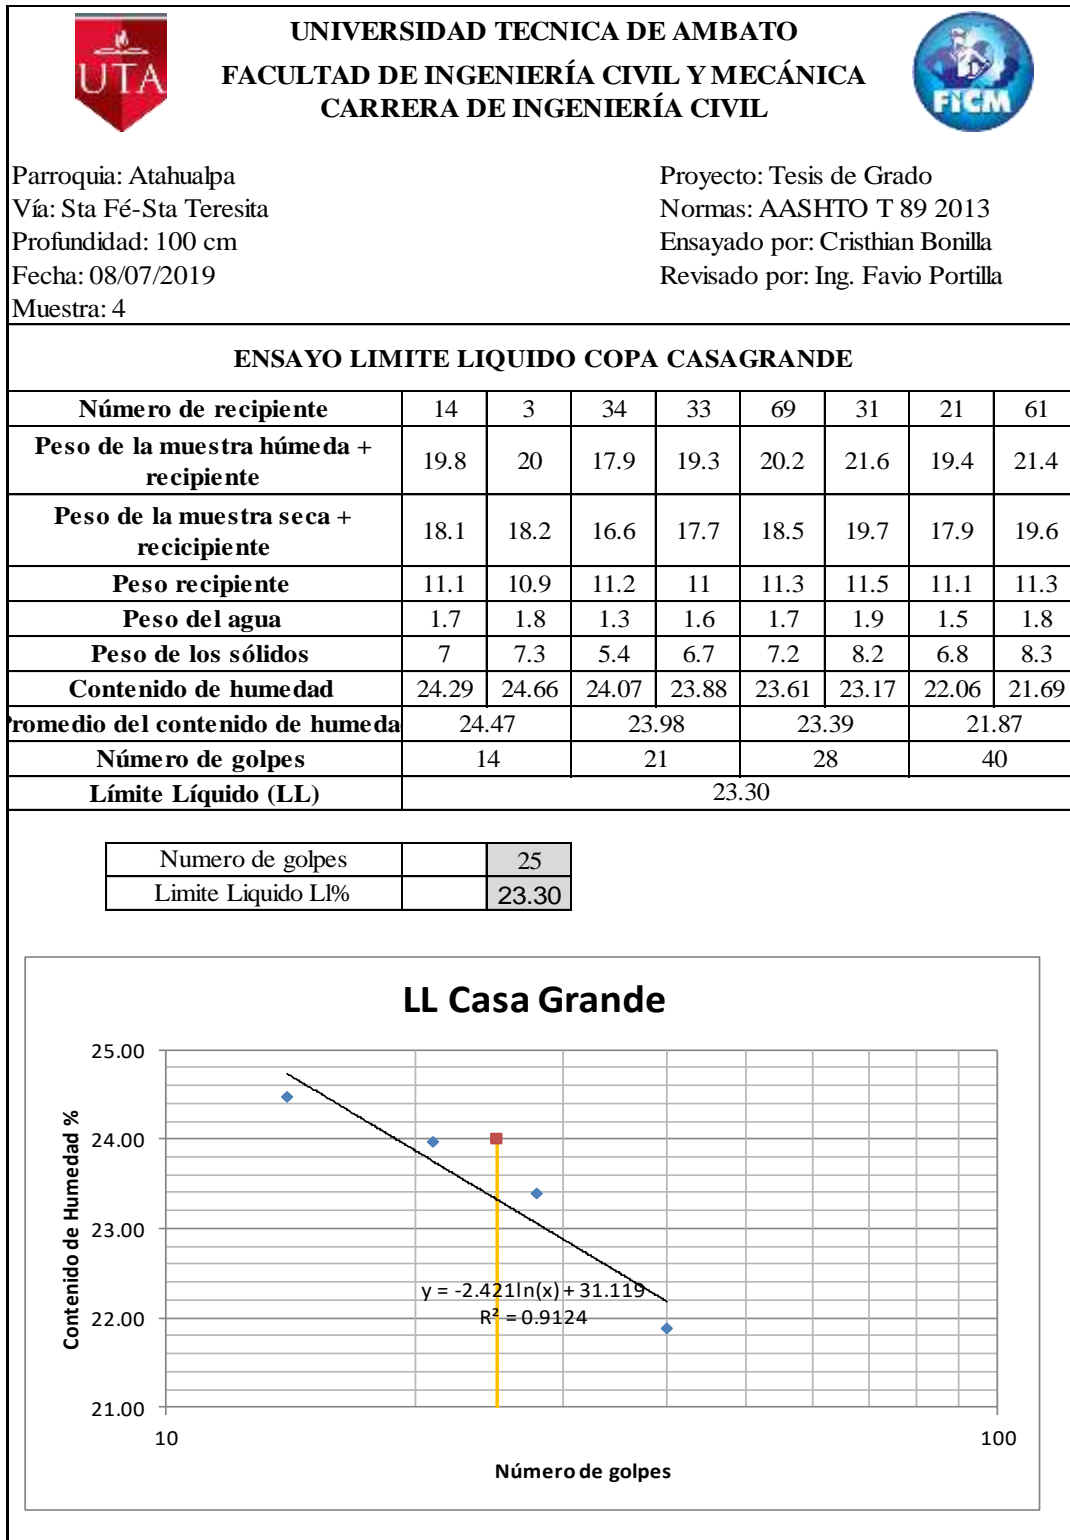 UTA
UNIVERSIDAD TECNICA DE AMBATO
FACULTAD DE INGENIERÍA CIVIL Y MECÁNICA
CARRERA DE INGENIERÍA CIVIL
FICM
Parroquia: Atahualpa
Proyecto: Tesis de Grado
Vía: Sta Fé-Sta Teresita
Normas: AASHTO T 89 2013
Profundidad: 100 cm
Ensayado por: Cristhian Bonilla
Fecha: 08/07/2019
Revisado por: Ing. Favio Portilla
Muestra: 4
ENSAYO LIMITE LIQUIDO COPA CASAGRANDE
Número de recipiente 14 3 34 33 69 31 21 61
Peso de la muestra húmeda +
recipiente 19.8 20 17.9 19.3 20.2 21.6 19.4 21.4
Peso de la muestra seca +
recicipiente 18.1 18.2 16.6 17.7 18.5 19.7 17.9 19.6
Peso recipiente 11.1 10.9 11.2 11 11.3 11.5 11.1 11.3
Peso del agua 1.7 1.8 1.3 1.6 1.7 1.9 1.5 1.8
Peso de los sólidos 7 7.3 5.4 6.7 7.2 8.2 6.8 8.3
Contenido de humedad 24.29 24.66 24.07 23.88 23.61 23.17 22.06 21.69
romedio del contenido de humeda 24.47 23.98 23.39 21.87
Número de golpes 14 21 28 40
Límite Líquido (LL) 23.30
Numero de golpes 25
Limite Liquido Ll% 23.30
LL Casa Grande
Contenido de Humedad %
25.00
24.00
23.00
22.00
21.00
y = -2.421ln(x) + 31.119
R² = 0.9124
10 100
Número de golpes